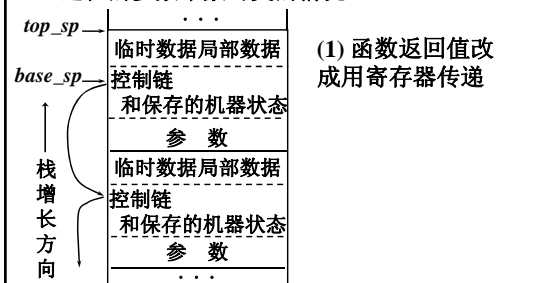 . . .
top_sp
临时数据局部数据
(1) 函数返回值改
成用寄存器传递
base_sp
控制链
和保存的机器状态
参 数
临时数据局部数据
控制链
和保存的机器状态
参 数
. . .
栈
增
长
方
向